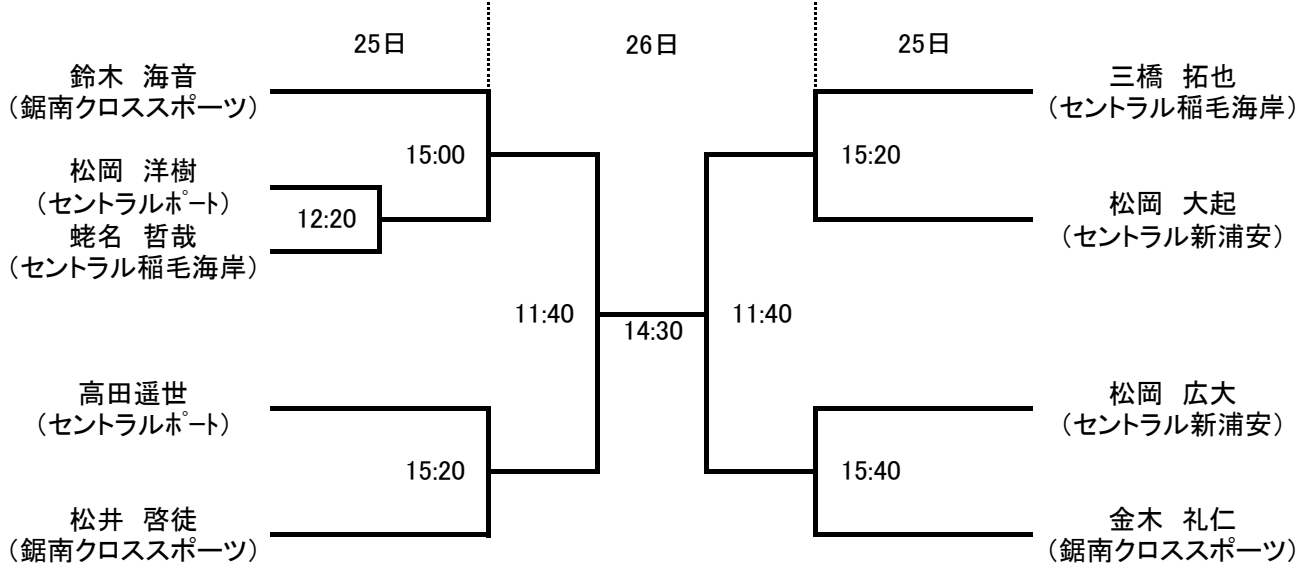 25日
26日
25日
鈴木　海音
（鋸南クロススポーツ）
15:00
松岡　洋樹
（セントラルﾎﾟｰﾄ）
12:20
蛯名　哲哉
（セントラル稲毛海岸）
11:40
高田遥世
（セントラルﾎﾟｰﾄ）
15:20
松井　啓徒
（鋸南クロススポーツ）
14:30
三橋　拓也
（セントラル稲毛海岸）
15:20
松岡　大起
（セントラル新浦安）
11:40
松岡　広大
（セントラル新浦安）
15:40
金木　礼仁
（鋸南クロススポーツ）